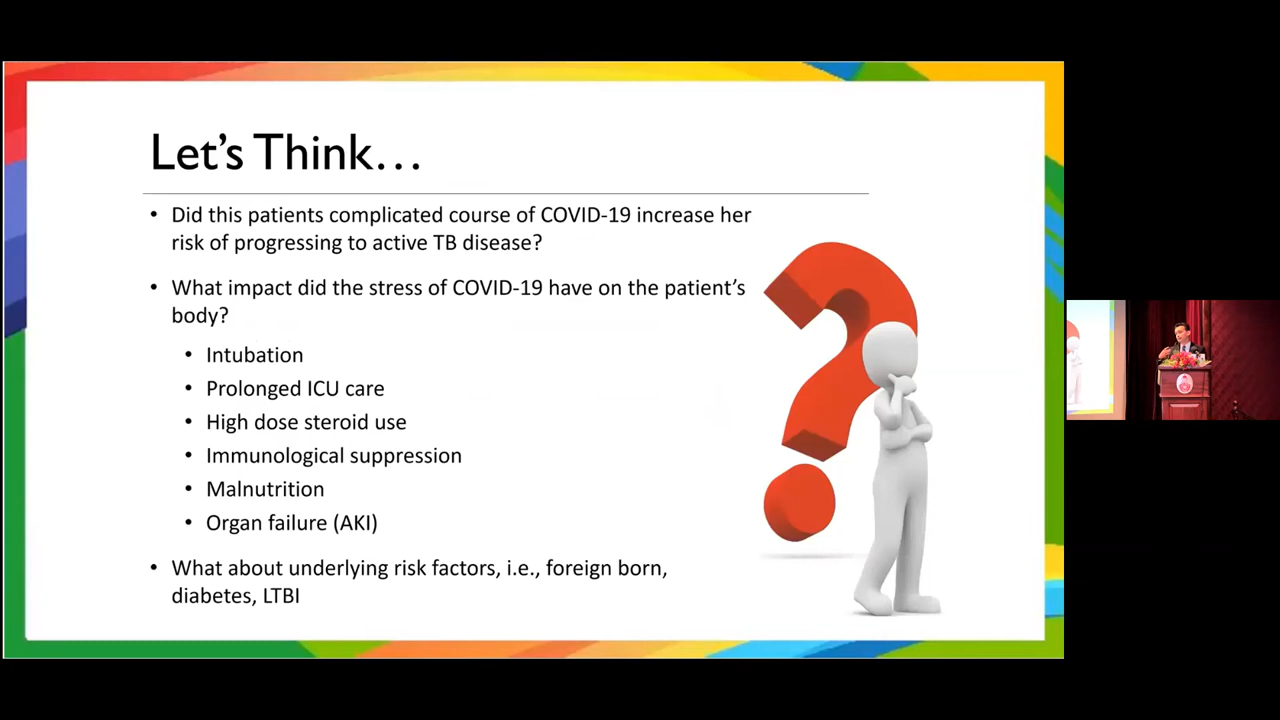 Let's Think…
• Did this patients complicated course of COVID-19 increase her
risk of progressing to active TB disease?
• What impact did the stress of COVID-19 have on the patient's
body?
• Intubation
• Prolonged ICU care
• High dose steroid use
• Immunological suppression
• Malnutrition
• Organ failure (AKI)
• What about underlying risk factors, i.e., foreign born,
diabetes, LTBI